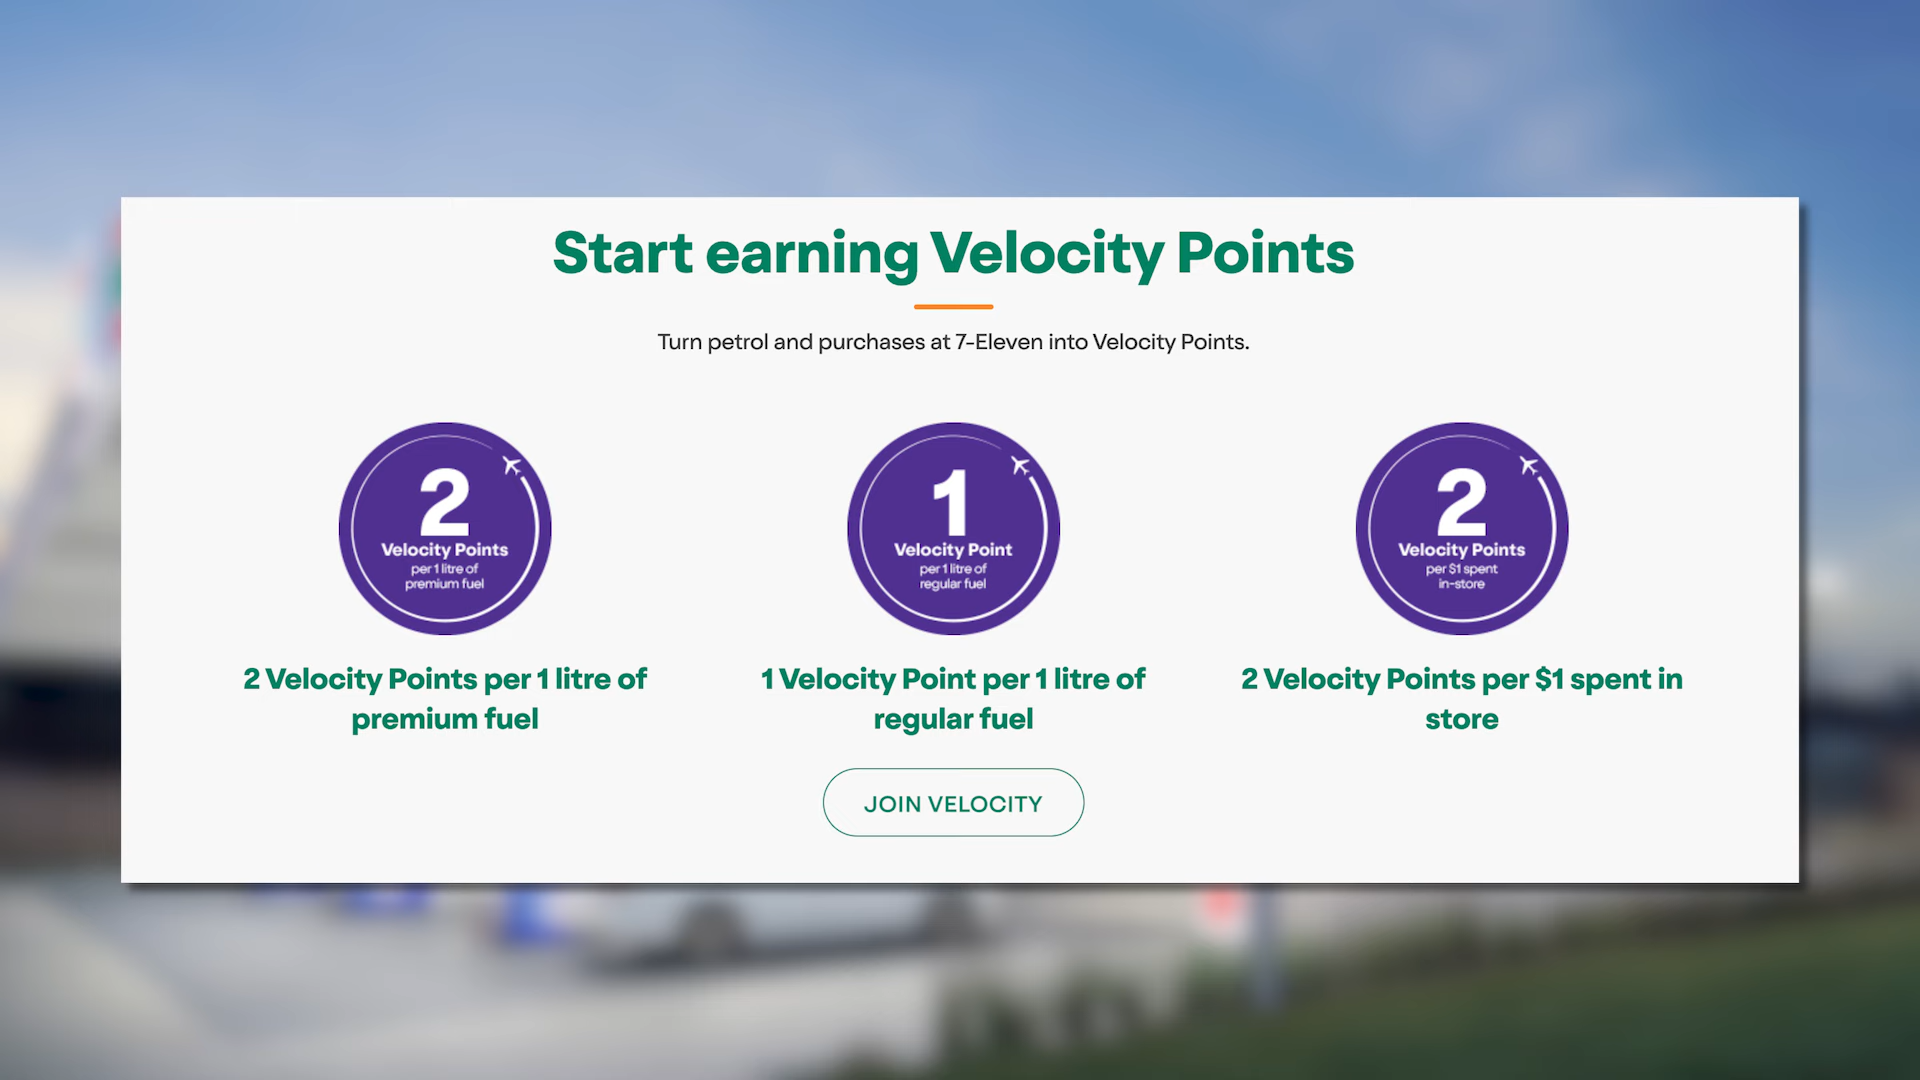 Start earning Velocity Points
Turn petrol and purchases at 7-Eleven into Velocity Points.
2
Velocity Points
per 1 litre of
premium fuel
1
Velocity Point
per 1 litre of
regular fuel
2
Velocity Points
per $1 spent
in-store
2 Velocity Points per 1 litre of
premium fuel
1 Velocity Point per 1 litre of
regular fuel
2 Velocity Points per $1 spent in
store
JOIN VELOCITY